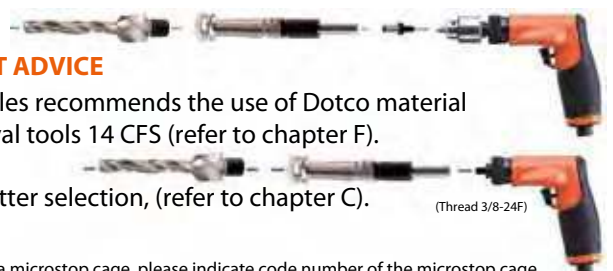 T ADVICE
les recommends the use of Dotco material
val tools 14 CFS (refer to chapter F).
tter selection, (refer to chapter C).
(Thread 3/8-24F)
a microstop cage, please indicate code number of the microstop cage